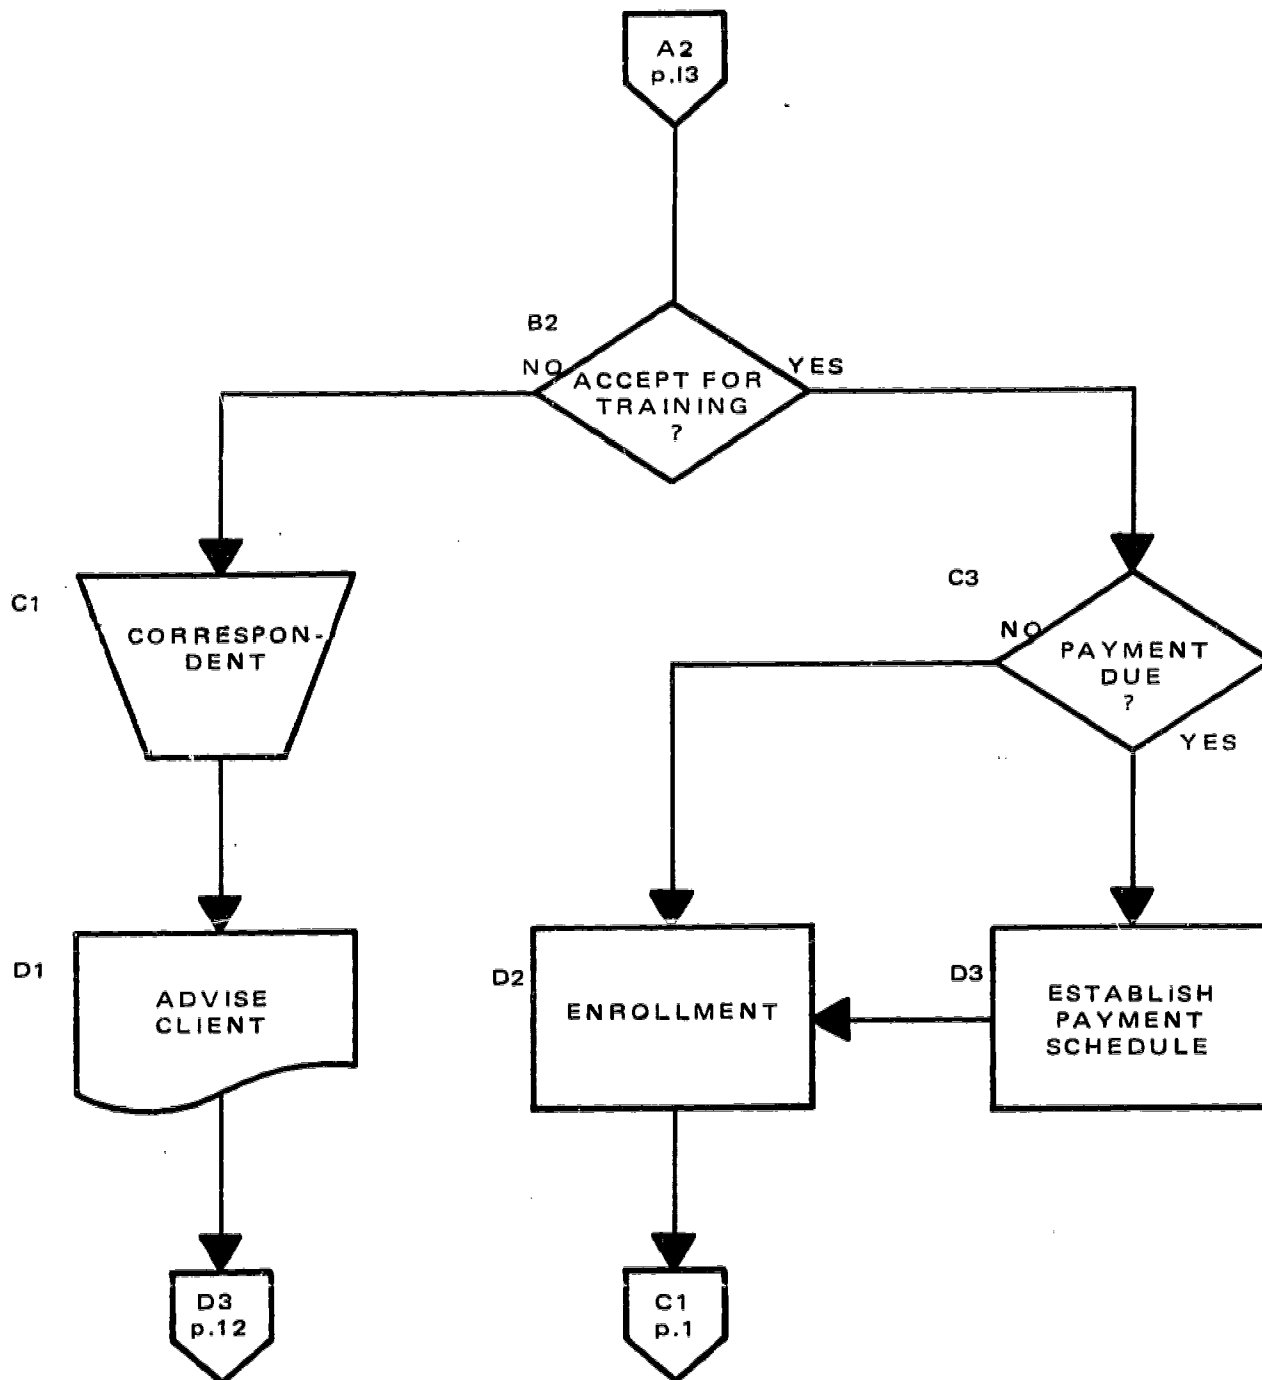 A2
p.13
B2
NO
YES
ACCEPT FOR
TRAINING
?
C1
CORRESPON-
DENT
C3
NO
PAYMENT
DUE
?
YES
D1
ADVISE
CLIENT
D2
ENROLLMENT
D3
ESTABLISH
PAYMENT
SCHEDULE
D3
p.12
C1
p.1